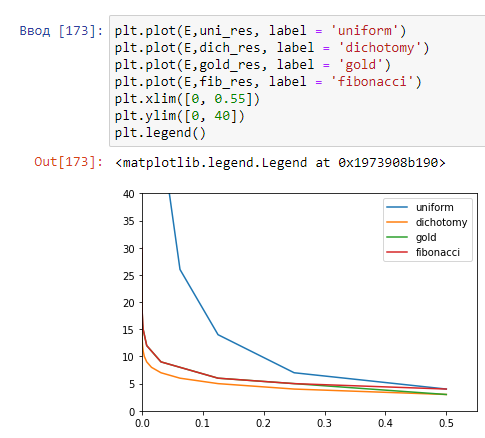 Ввод [173]: plt.plot(E,uni_res, label = 'uniform')
plt.plot(E,dich_res, label = 'dichotomy')
plt.plot(E,gold_res, label = 'gold')
plt.plot(E,fib_res, label = 'fibonacci')
plt.xlim([0, 0.55])
plt.ylim([0, 40])
plt.legend()
Out[173]: <matplotlib.legend.Legend at 0x1973908b190>
40
35
30
25
20
15
10
5
0
uniform
dichotomy
gold
fibonacci
0.0 0.1 0.2 0.3 0.4 0.5